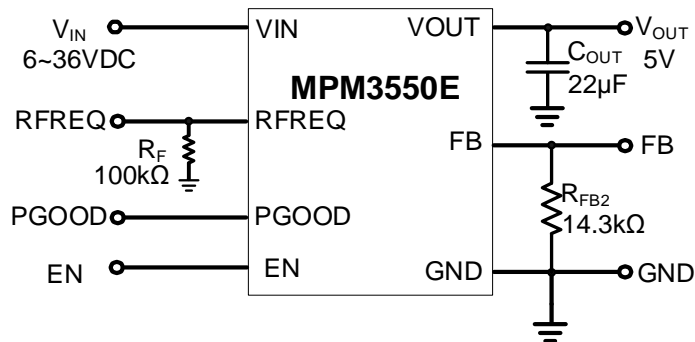 VIN VIN VOUT VOUT
6~36VDC COUT 5V
22µF
MPM3550E
RFREQ RFREQ FB FB
RF
100kΩ
RFB2
14.3kΩ
PGOOD PGOOD
EN EN GND GND